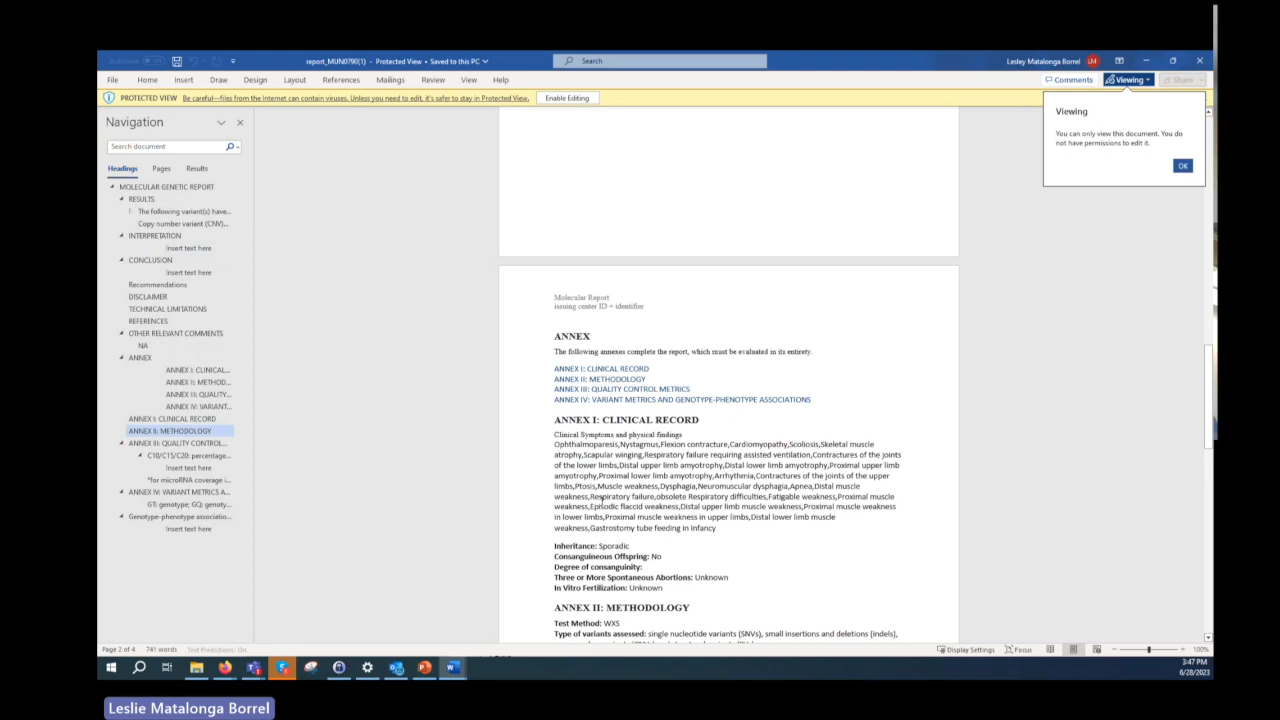 AutoSave Off
report_MUN0790(1) - Protected View • Saved to this PC
Search
Lesley Matalonga Borrel
LM
File Home Insert Draw Design Layout References Mailings Review View Help
Comments
Viewing
Share
PROTECTED VIEW Be careful—files from the Internet can contain viruses. Unless you need to edit, it's safer to stay in Protected View.
Enable Editing
Viewing
You can only view this document. You do
not have permissions to edit it.
OK
Navigation
Search document
Headings Pages Results
MOLECULAR GENETIC REPORT
RESULTS
The following variant(s) have...
Copy number variant (CNV)...
INTERPRETATION
Insert text here
CONCLUSION
Insert text here
Recommendations
DISCLAIMER
TECHNICAL LIMITATIONS
REFERENCES
OTHER RELEVANT COMMENTS
NA
ANNEX
ANNEX I: CLINICAL...
ANNEX II: METHOD...
ANNEX III: QUALITY...
ANNEX IV: VARIANT...
ANNEX I: CLINICAL RECORD
ANNEX II: METHODOLOGY
ANNEX III: QUALITY CONTROL...
C10/C15/C20: percentage...
Insert text here
*for microRNA coverage i...
ANNEX IV: VARIANT METRICS A...
GT: genotype; GQ: genoty...
Genotype-phenotype associatio...
Insert text here
Molecular Report
issuing center ID + identifier
ANNEX
The following annexes complete the report, which must be evaluated in its entirety.
ANNEX I: CLINICAL RECORD
ANNEX II: METHODOLOGY
ANNEX III: QUALITY CONTROL METRICS
ANNEX IV: VARIANT METRICS AND GENOTYPE-PHENOTYPE ASSOCIATIONS
ANNEX I: CLINICAL RECORD
Clinical Symptoms and physical findings
Ophthalmoparesis,Nystagmus,Flexion contracture,Cardiomyopathy,Scoliosis,Skeletal muscle
atrophy,Scapular winging,Respiratory failure requiring assisted ventilation,Contractures of the joints
of the lower limbs,Distal upper limb amyotrophy,Distal lower limb amyotrophy,Proximal upper limb
amyotrophy,Proximal lower limb amyotrophy,Arrhythmia,Contractures of the joints of the upper
limbs,Ptosis,Muscle weakness,Dysphagia,Neuromuscular dysphagia,Apnea,Distal muscle
weakness,Respiratory failure,obsolete Respiratory difficulties,Fatigable weakness,Proximal muscle
weakness,Episodic flaccid weakness,Distal upper limb muscle weakness,Proximal muscle weakness
in lower limbs,Proximal muscle weakness in upper limbs,Distal lower limb muscle
weakness,Gastrostomy tube feeding in infancy
Inheritance: Sporadic
Consanguineous Offspring: No
Degree of consanguinity:
Three or More Spontaneous Abortions: Unknown
In Vitro Fertilization: Unknown
ANNEX II: METHODOLOGY
Test Method: WXS
Type of variants assessed: single nucleotide variants (SNVs), small insertions and deletions (indels),
Page 2 of 4 741 words Text Predictions: On
Display Settings Focus
100%
3:47 PM
6/28/2023
Leslie Matalonga Borrel